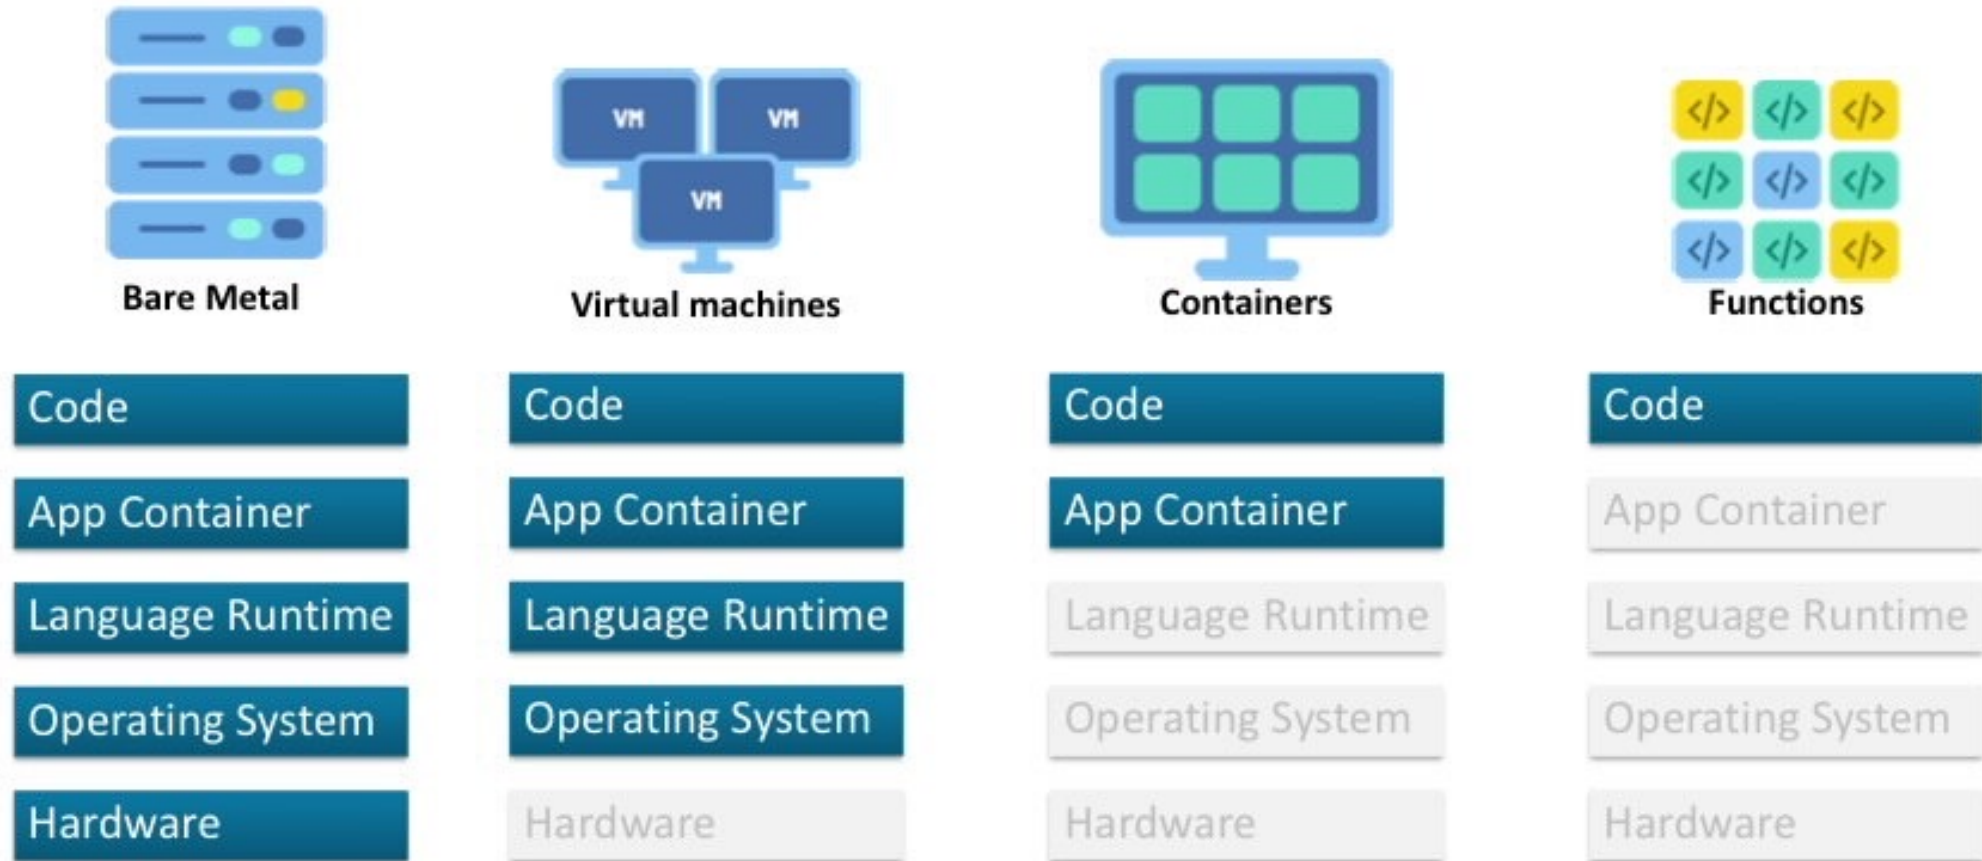 VM
VM
VM
</>
</>
</>
</>
</>
</>
</>
</>
</>
Bare Metal
Virtual machines
Containers
Functions
Code
Code
Code
Code
App Container
App Container
App Container
App Container
Language Runtime
Language Runtime
Language Runtime
Language Runtime
Operating System
Operating System
Operating System
Operating System
Hardware
Hardware
Hardware
Hardware